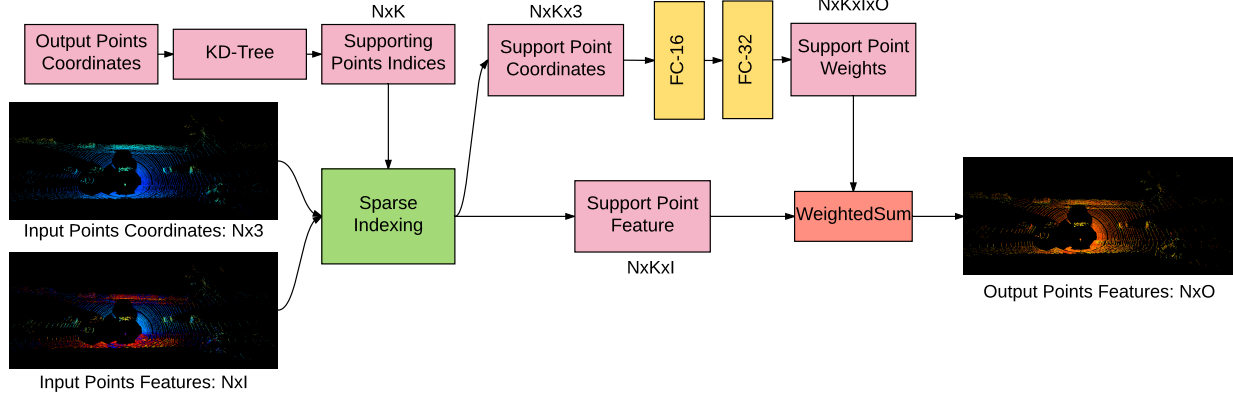 NxK
NxKx3
NxKxIxO
Output Points
Coordinates
KD-Tree
Supporting
Points Indices
Support Point
Coordinates
FC-16
FC-32
Support Point
Weights
Input Points Coordinates: Nx3
Sparse
Indexing
Support Point
Feature
NxKxI
WeightedSum
Output Points Features: NxO
Input Points Features: NxI